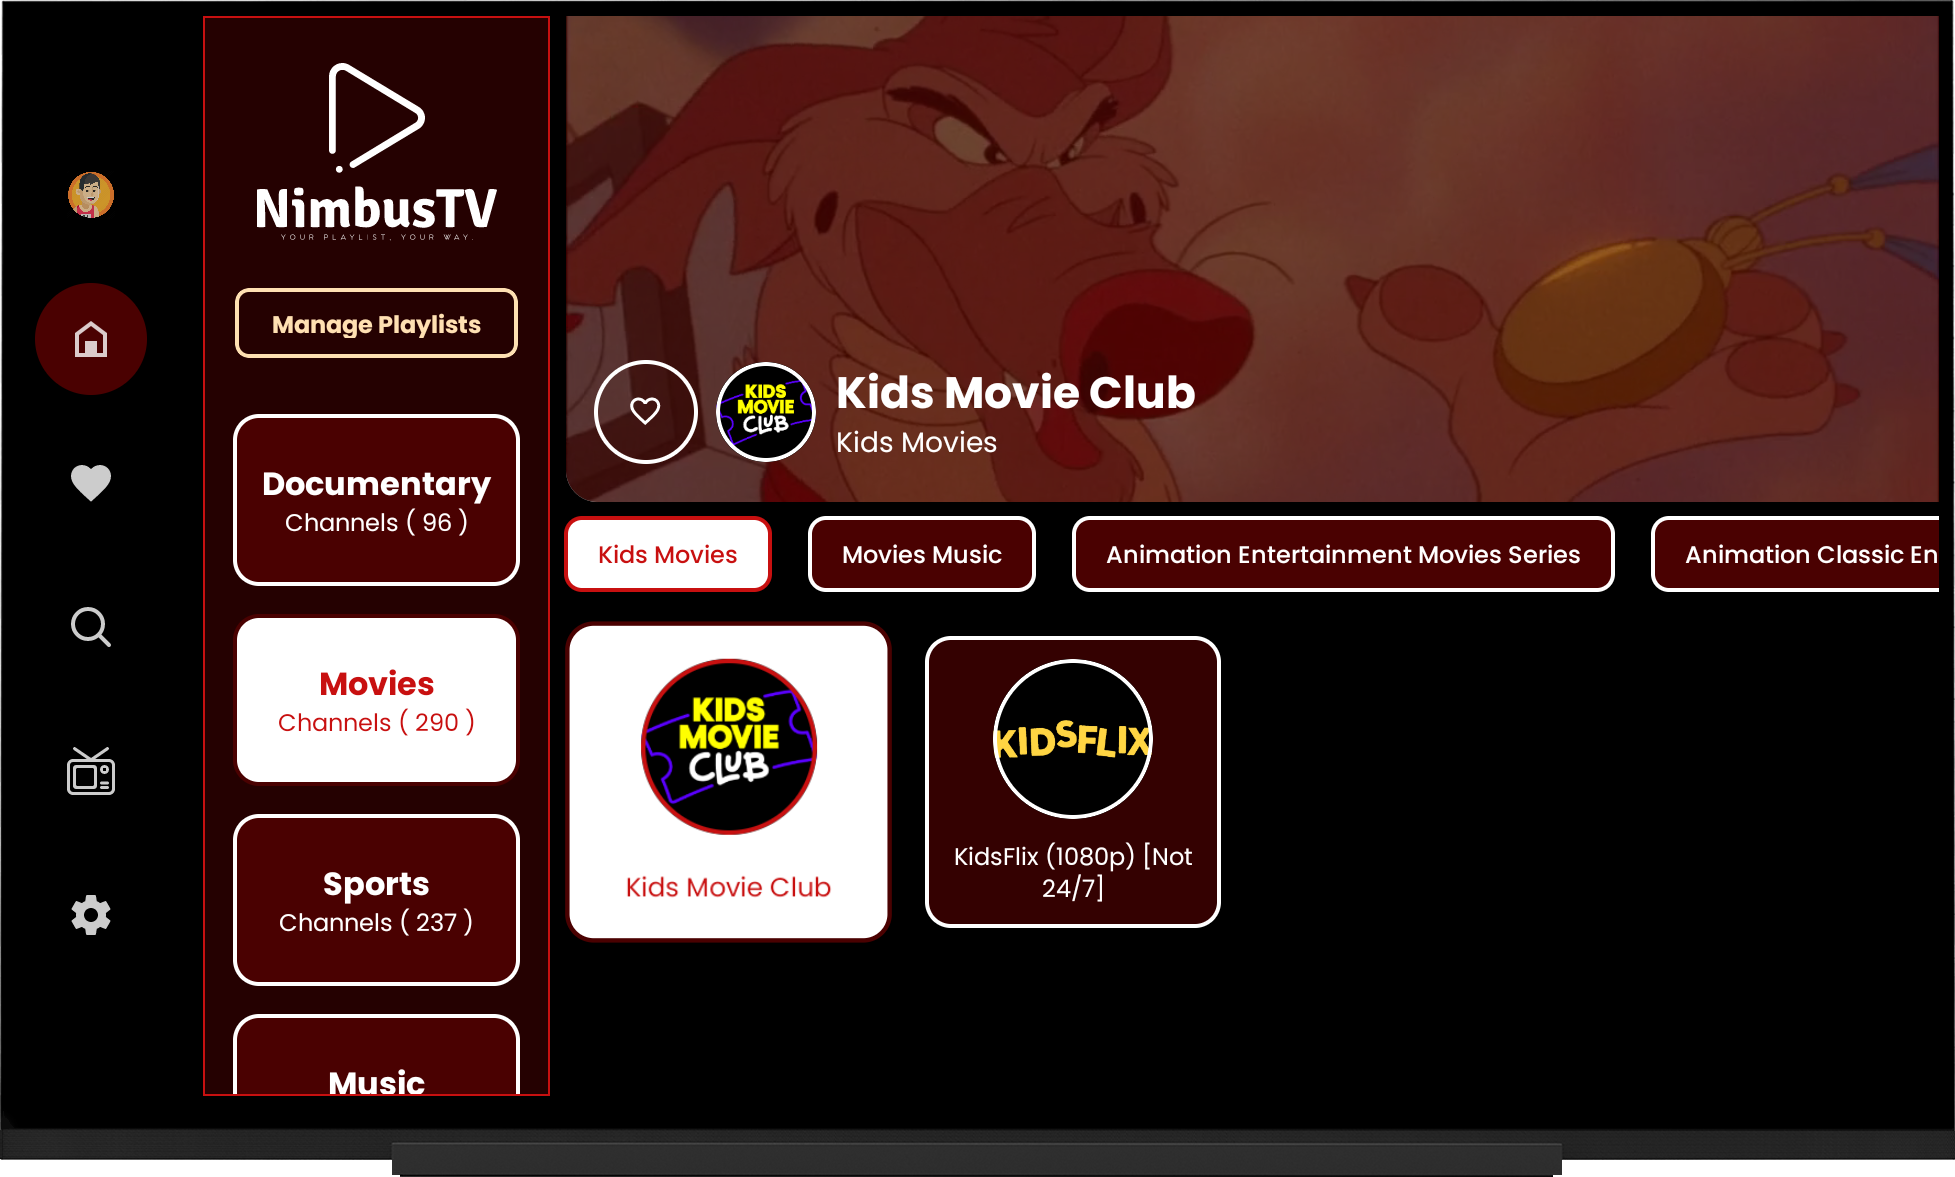 NimbusTV
YOUR PLAYLIST, YOUR WAY.
Manage Playlists
Documentary
Channels ( 96 )
Movies
Channels ( 290 )
Sports
Channels ( 237 )
Music
KIDS
MOVIE
CLUB
Kids Movie Club
Kids Movies
Kids Movies
Movies Music
Animation Entertainment Movies Series
Animation Classic En
KIDS
MOVIE
CLUB
Kids Movie Club
KIDSFLIX
KidsFlix (1080p) [Not
24/7]